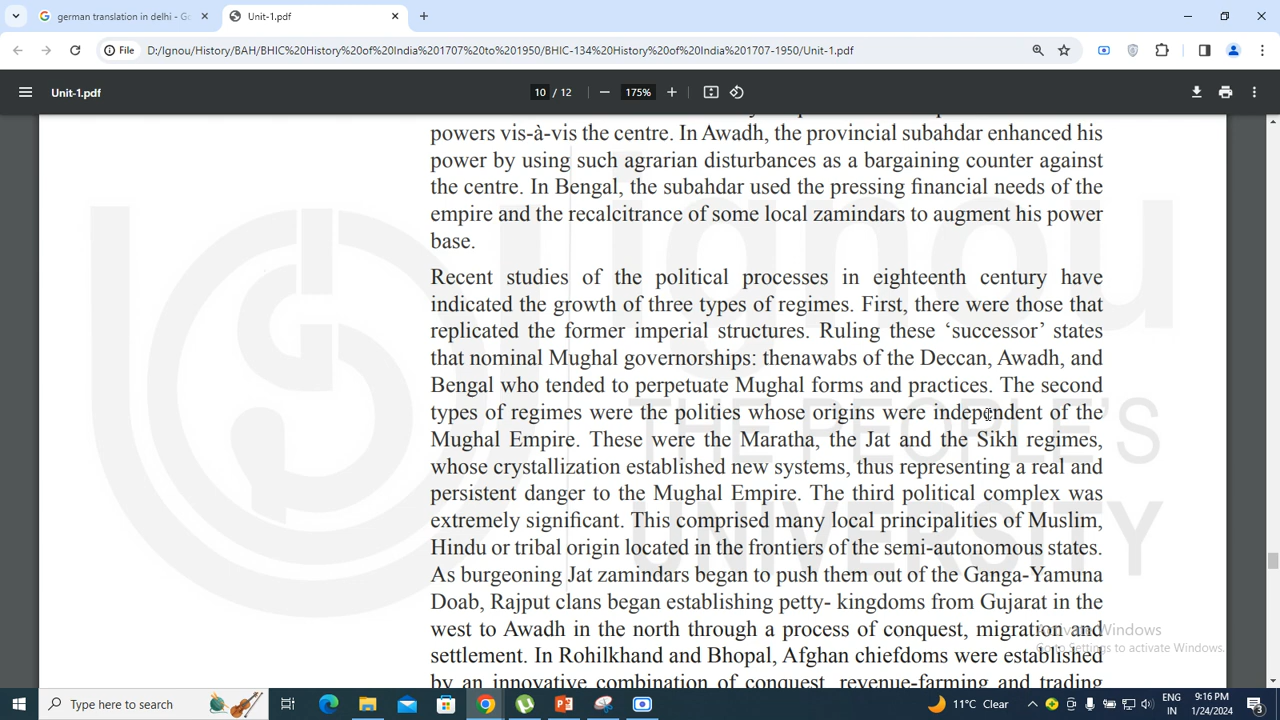 german translation in delhi - Go
Unit-1.pdf
File
D:/Ignou/History/BAH/BHIC%20History%20of%20India%201707%20to%201950/BHIC-134%20History%20of%20India%201707-1950/Unit-1.pdf
Unit-1.pdf
10 / 12
175%
powers vis-à-vis the centre. In Awadh, the provincial subahdar enhanced his
power by using such agrarian disturbances as a bargaining counter against
the centre. In Bengal, the subahdar used the pressing financial needs of the
empire and the recalcitrance of some local zamindars to augment his power
base.
Recent studies of the political processes in eighteenth century have
indicated the growth of three types of regimes. First, there were those that
replicated the former imperial structures. Ruling these ‘successor’ states
that nominal Mughal governorships: thenawabs of the Deccan, Awadh, and
Bengal who tended to perpetuate Mughal forms and practices. The second
types of regimes were the polities whose origins were independent of the
Mughal Empire. These were the Maratha, the Jat and the Sikh regimes,
whose crystallization established new systems, thus representing a real and
persistent danger to the Mughal Empire. The third political complex was
extremely significant. This comprised many local principalities of Muslim,
Hindu or tribal origin located in the frontiers of the semi-autonomous states.
As burgeoning Jat zamindars began to push them out of the Ganga-Yamuna
Doab, Rajput clans began establishing petty- kingdoms from Gujarat in the
west to Awadh in the north through a process of conquest, migration and
settlement. In Rohilkhand and Bhopal, Afghan chiefdoms were established
by an innovative combination of conquest, revenue-farming and trading
ignou
THE PEOPLE'S
UNIVERSITY
Activate Windows
Go to Settings to activate Windows.
Type here to search
11°C Clear
ENG
IN
9:16 PM
1/24/2024
3